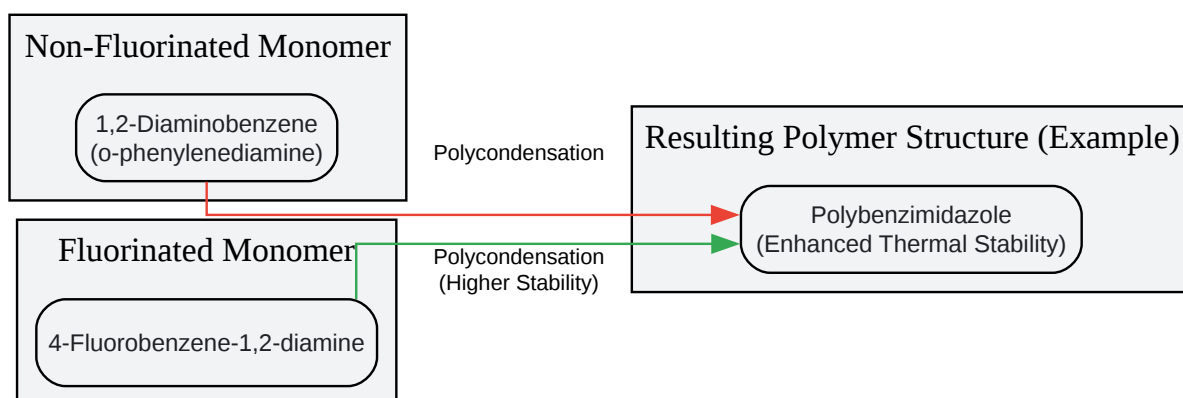 Non-Fluorinated Monomer
1,2-Diaminobenzene
(o-phenylenediamine)
Polycondensation
Resulting Polymer Structure (Example)
Polybenzimidazole
(Enhanced Thermal Stability)
Fluorinated Monomer
Polycondensation
(Higher Stability)
4-Fluorobenzene-1,2-diamine